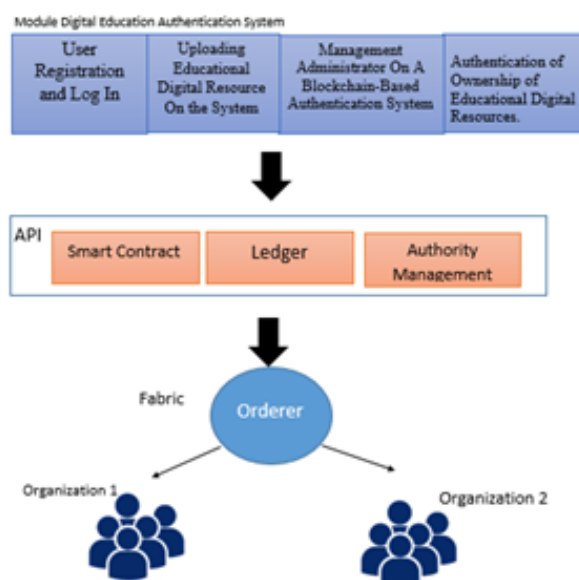 Module Digital Education Authentication System
User
Registration
and Log In
Uploading
Educational
Digital Resource
On the System
Management
Administrator On A
Blockchain-Based
Authentication System
Authentication of
Ownership of
Educational Digital
Resources.
API
Smart Contract
Ledger
Authority
Management
Fabric
Orderer
Organization 1
Organization 2